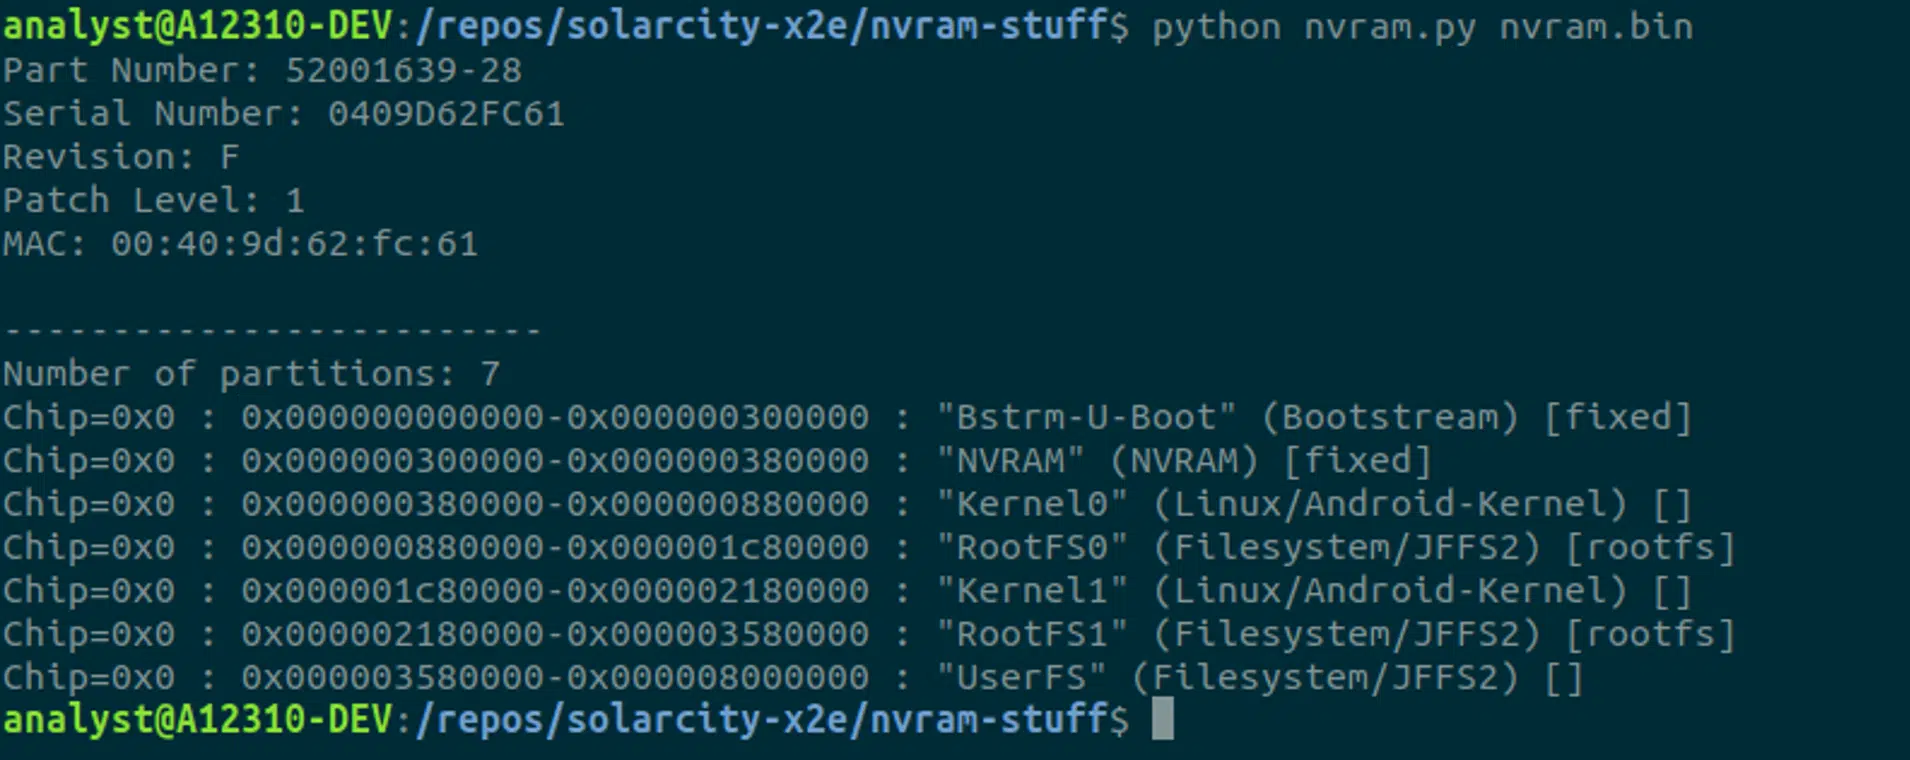 analyst@A12310-DEV:/repos/solarcity-x2e/nvram-stuff$ python nvram.py nvram.bin
Part Number: 52001639-28
Serial Number: 0409D62FC61
Revision: F
Patch Level: 1
MAC: 00:40:9d:62:fc:61
-------------------------
Number of partitions: 7
Chip=0x0 : 0x000000000000-0x000000300000 : "Bstrm-U-Boot" (Bootstream) [fixed]
Chip=0x0 : 0x000000300000-0x000000380000 : "NVRAM" (NVRAM) [fixed]
Chip=0x0 : 0x000000380000-0x000000880000 : "Kernel0" (Linux/Android-Kernel) []
Chip=0x0 : 0x000000880000-0x000001c80000 : "RootFS0" (Filesystem/JFFS2) [rootfs]
Chip=0x0 : 0x000001c80000-0x000002180000 : "Kernel1" (Linux/Android-Kernel) []
Chip=0x0 : 0x000002180000-0x000003580000 : "RootFS1" (Filesystem/JFFS2) [rootfs]
Chip=0x0 : 0x000003580000-0x000008000000 : "UserFS" (Filesystem/JFFS2) []
analyst@A12310-DEV:/repos/solarcity-x2e/nvram-stuff$